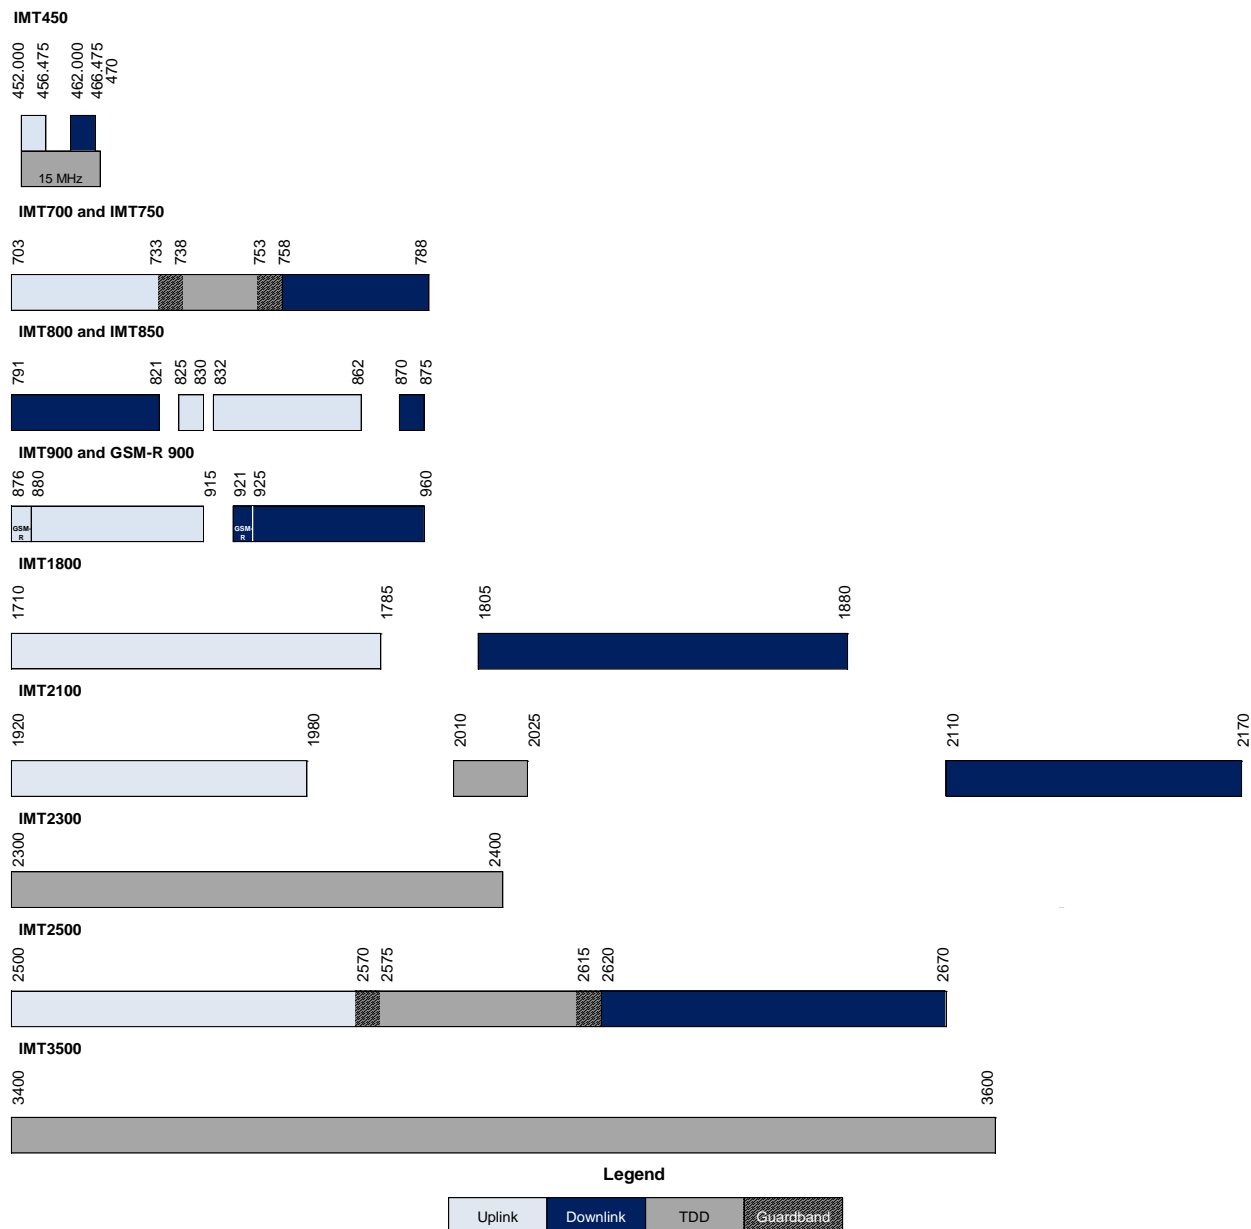 IMT450
452.000 456.475 462.000 466.475 470
15 MHz
IMT700 and IMT750
703 733 738 753 758 788
IMT800 and IMT850
791 821 825 830 832 862 870 875
IMT900 and GSM-R 900
876 880 915 921 925 960
GSM- GSM-
R R
IMT1800
1710 1785 1805 1880
IMT2100
1920 1980 2010 2025 2110 2170
IMT2300
2300 2400
IMT2500
2500 2570 2575 2615 2620 2670
IMT3500
3400 3600
Legend
Uplink Downlink TDD Guardband